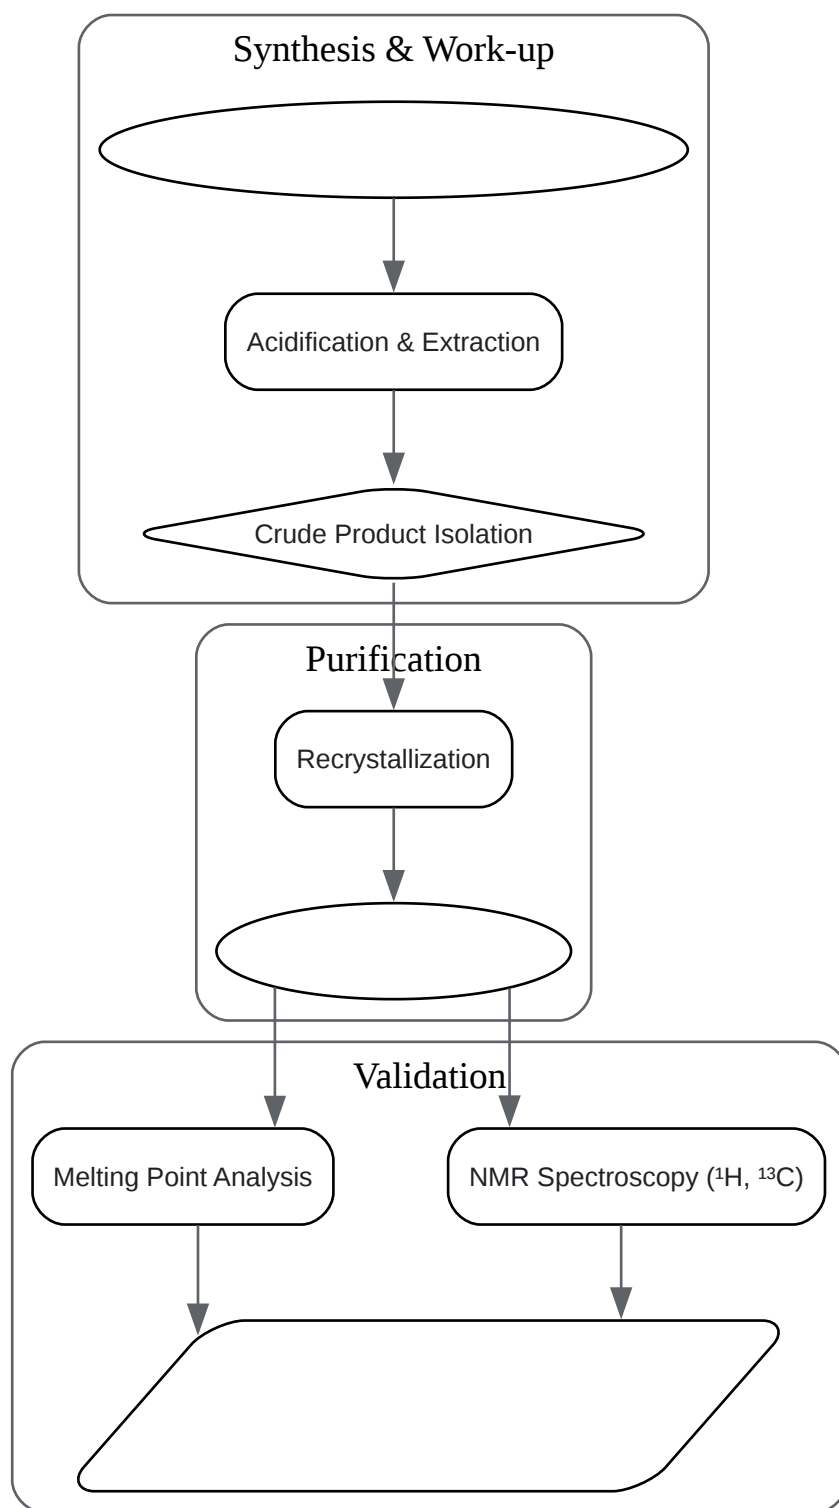 Synthesis & Work-up
Acidification & Extraction
Crude Product Isolation
Purification
Recrystallization
Validation
Melting Point Analysis
NMR Spectroscopy (¹H, ¹³C)